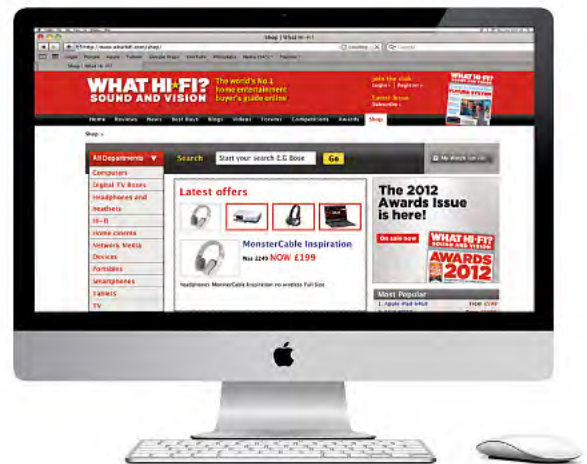 Shop | What Hi-Fi?
WHAT HI★FI?
SOUND AND VISION
The world's No.1
home entertainment
buyer's guide online
Join the club
Login | Register
Latest Issue
Subscribe
Home Reviews News Best Buys Blogs Videos Forums Competitions Awards Shop
Shop
All Departments ▼ Search Start your search E.G Bose Go
Computers
Digital TV Boxes
Headphones and
headsets
Hi-fi
Home cinema
Network Media
Devices
Portables
Smartphones
Tablets
TV
Latest offers
MonsterCable Inspiration
Was £249 NOW £199
Headphones MonsterCable Inspiration no wireless Full Size
The 2012
Awards Issue
is here!
On sale now
WHAT HI★FI?
SOUND AND VISION
AWARDS
2012
Most Popular